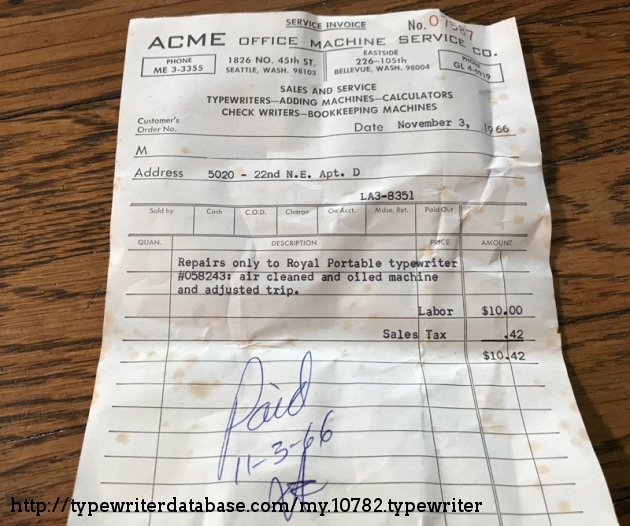 SERVICE INVOICE
No. 07587
ACME OFFICE MACHINE SERVICE CO.
PHONE
ME 3-3355
1826 NO. 45th ST.
SEATTLE, WASH. 98103
EASTSIDE
226-105th
BELLEVUE, WASH. 98004
PHONE
SALES AND SERVICE
TYPEWRITERS—ADDING MACHINES—CALCULATORS
CHECK WRITERS—BOOKKEEPING MACHINES
Customer's
Order No.
Date November 3, 1966
M
Address 5020 - 22nd N.E. Apt. D
LA3-8351
Sold by Cash C.O.D. Charge On Acct. Mdse. Ret. Paid Out
QUAN. DESCRIPTION PRICE AMOUNT
Repairs only to Royal Portable typewriter
#058243: air cleaned and oiled machine
and adjusted trip.
Labor $10.00
Sales Tax .42
$10.42
Paid
11-3-66
http://typewriterdatabase.com/my.10782.typewriter